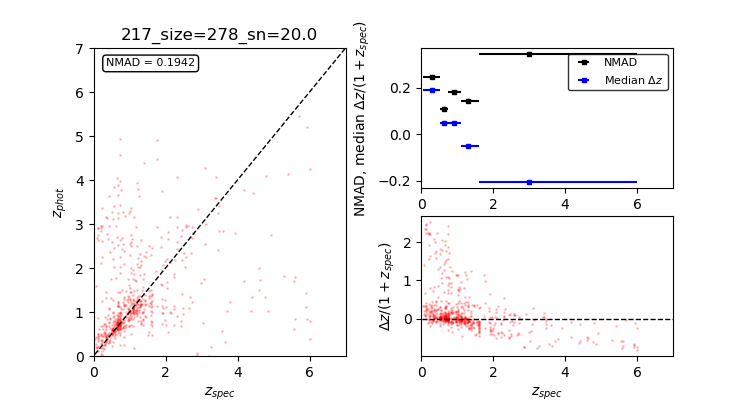 217_size=278_sn=20.0
NMAD = 0.1942
z_phot
7
6
5
4
3
2
1
0
0 2 4 6
z_spec
NMAD, median Δz/(1 + z_spec)
0.2
0.0
−0.2
NMAD
Median Δz
0 2 4 6
Δz/(1 + z_spec)
2
1
0
0 2 4 6
z_spec